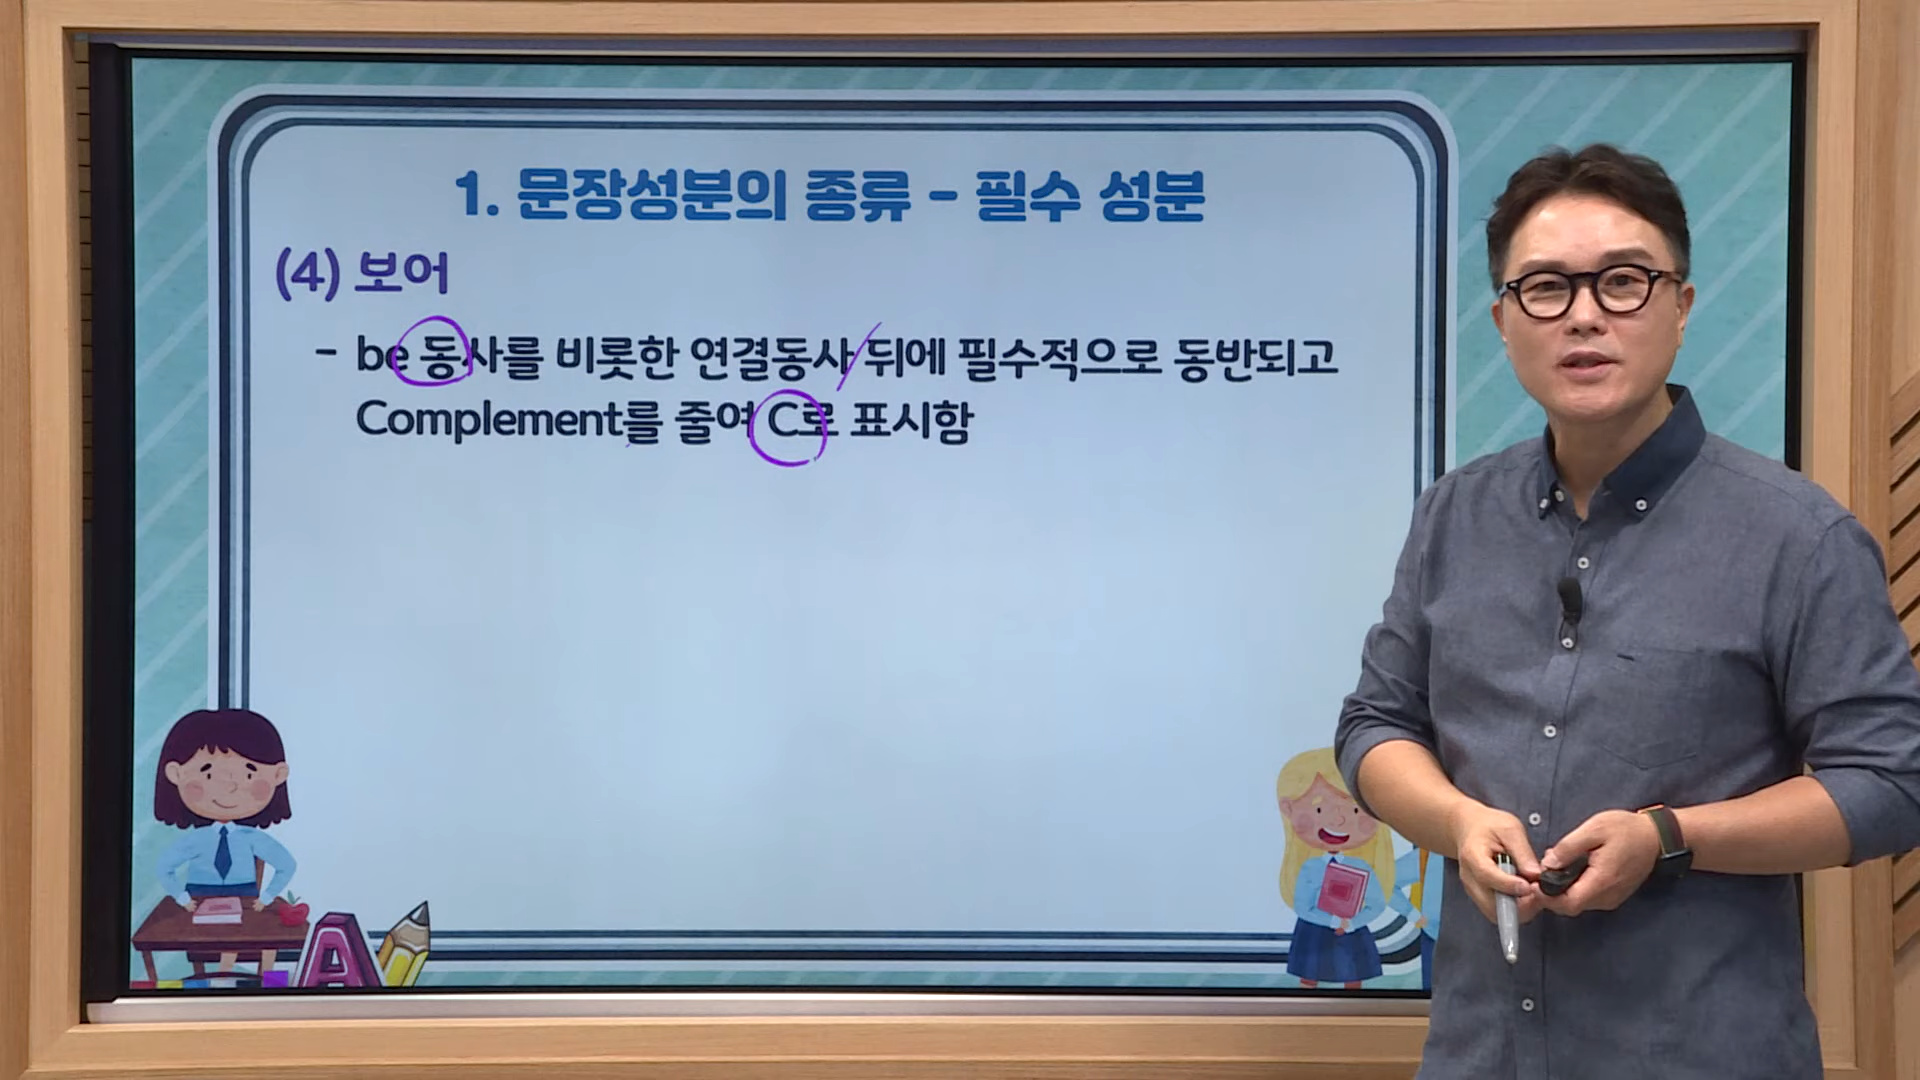 1. 문장성분의 종류 - 필수 성분
(4) 보어
- be 동사를 비롯한 연결동사 뒤에 필수적으로 동반되고
Complement를 줄여 C로 표시함
A